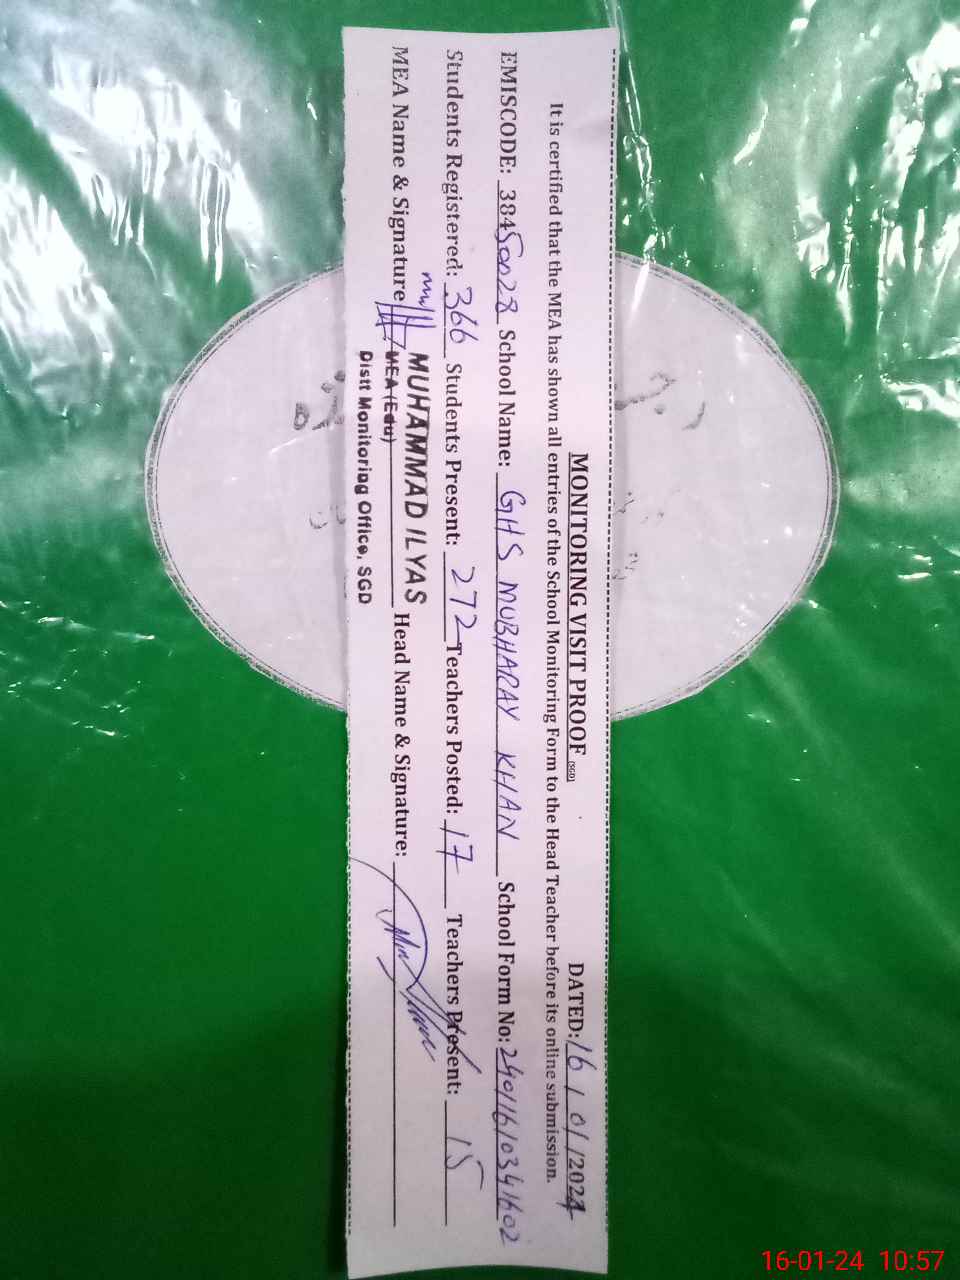 MONITORING VISIT PROOF (SGD) DATED: 16 / 01 / 2024
It is certified that the MEA has shown all entries of the School Monitoring Form to the Head Teacher before its online submission.
EMISCODE: 38450028 School Name: GHS MUBHARAY KHAN School Form No: 24011610341602
Students Registered: 366 Students Present: 272 Teachers Posted: 17 Teachers Present: 15
MEA Name & Signature Head Name & Signature:
MUHAMMAD ILYAS
MEA (Edu)
Distt Monitoring Office, SGD
16-01-24 10:57